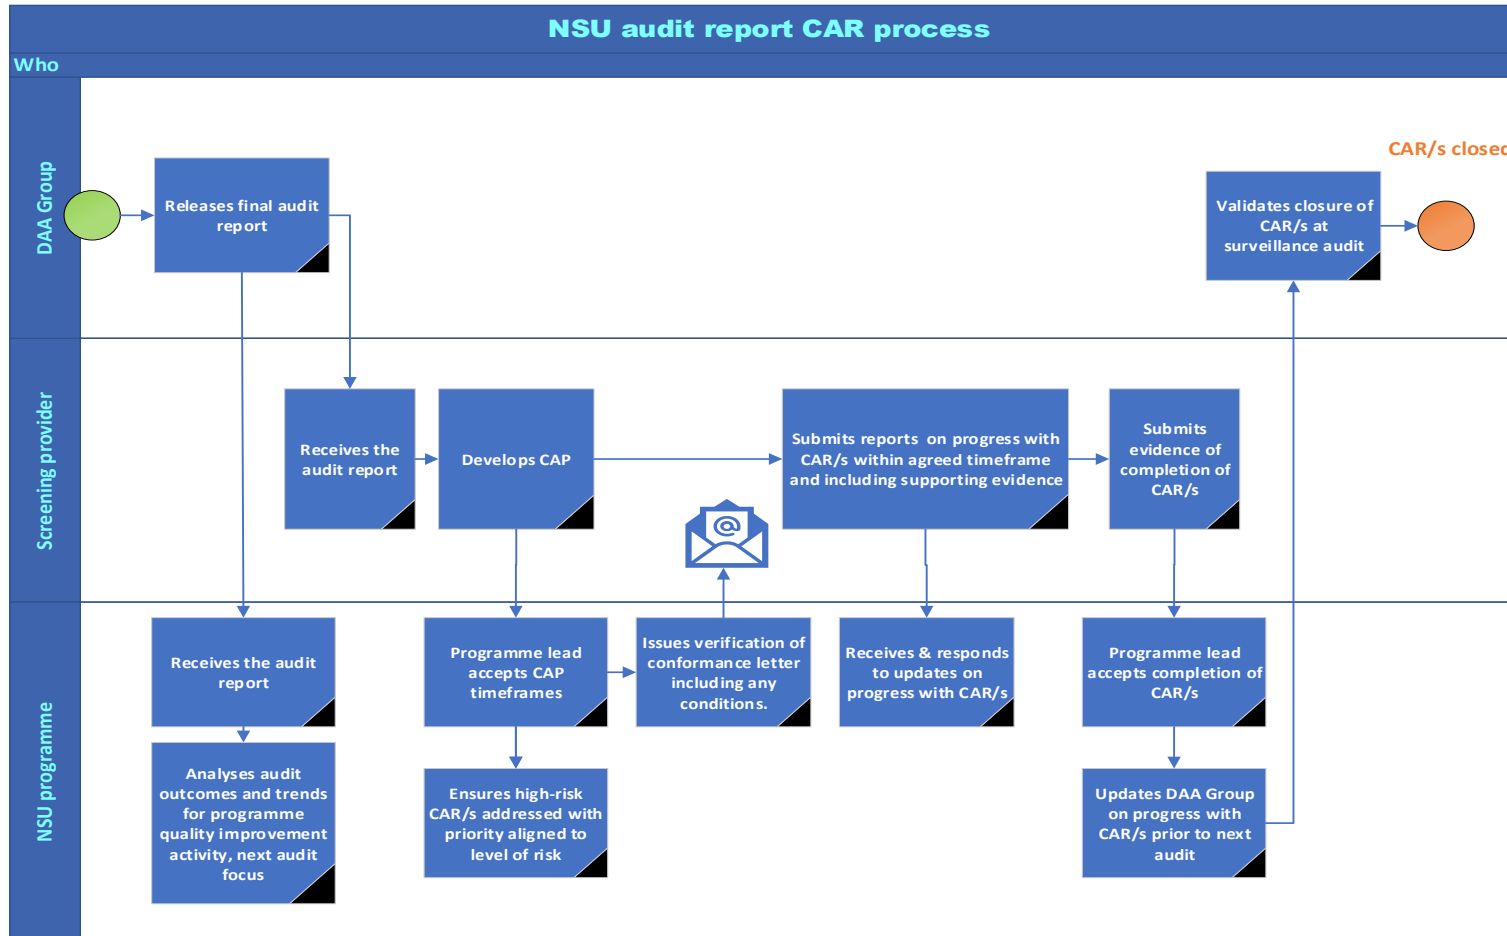 NSU audit report CAR process
Who
DAA Group
Releases final audit
report
Validates closure of
CAR/s at
surveillance audit
CAR/s closed
Screening provider
Receives the
audit report
Develops CAP
Submits reports on progress with
CAR/s within agreed timeframe
and including supporting evidence
Submits
evidence of
completion of
CAR/s
@
NSU programme
Receives the audit
report
Programme lead
accepts CAP
timeframes
Issues verification of
conformance letter
including any
conditions.
Receives & responds
to updates on
progress with CAR/s
Programme lead
accepts completion of
CAR/s
Analyses audit
outcomes and trends
for programme
quality improvement
activity, next audit
focus
Ensures high-risk
CAR/s addressed with
priority aligned to
level of risk
Updates DAA Group
on progress with
CAR/s prior to next
audit